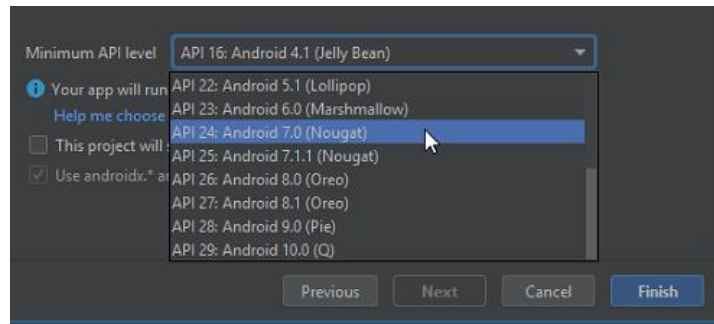 Minimum API level API 16: Android 4.1 (Jelly Bean)
Your app will run
Help me choose
This project will
Use androidx.*
API 22: Android 5.1 (Lollipop)
API 23: Android 6.0 (Marshmallow)
API 24: Android 7.0 (Nougat)
API 25: Android 7.1.1 (Nougat)
API 26: Android 8.0 (Oreo)
API 27: Android 8.1 (Oreo)
API 28: Android 9.0 (Pie)
API 29: Android 10.0 (Q)
Previous Next Cancel Finish